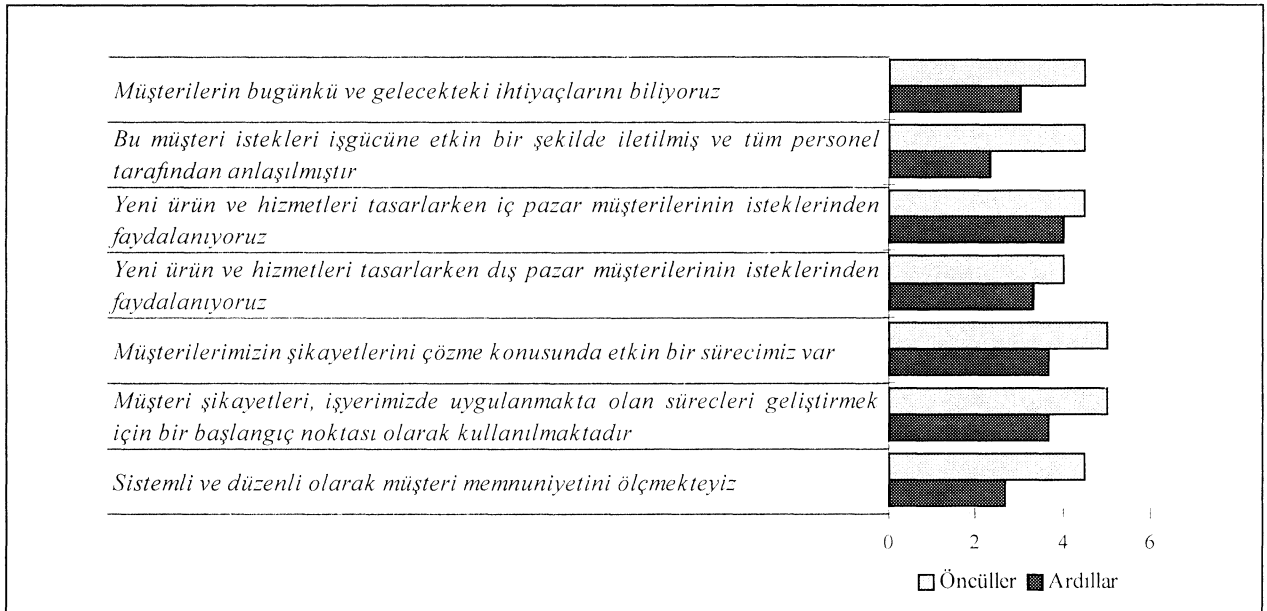 Müşterilerin bugünkü ve gelecekteki ihtiyaçlarını biliyoruz
Bu müşteri istekleri işgücüne etkin bir şekilde iletilmiş ve tüm personel
tarafından anlaşılmıştır
Yeni ürün ve hizmetleri tasarlarken iç pazar müşterilerinin isteklerinden
faydalanıyoruz
Yeni ürün ve hizmetleri tasarlarken dış pazar müşterilerinin isteklerinden
faydalanıyoruz
Müşterilerimizin şikayetlerini çözme konusunda etkin bir sürecimiz var
Müşteri şikayetleri, işyerimizde uygulanmakta olan süreçleri geliştirmek
için bir başlangıç noktası olarak kullanılmaktadır
Sistemli ve düzenli olarak müşteri memnuniyetini ölçmekteyiz
0 2 4 6
Öncüller Ardıllar